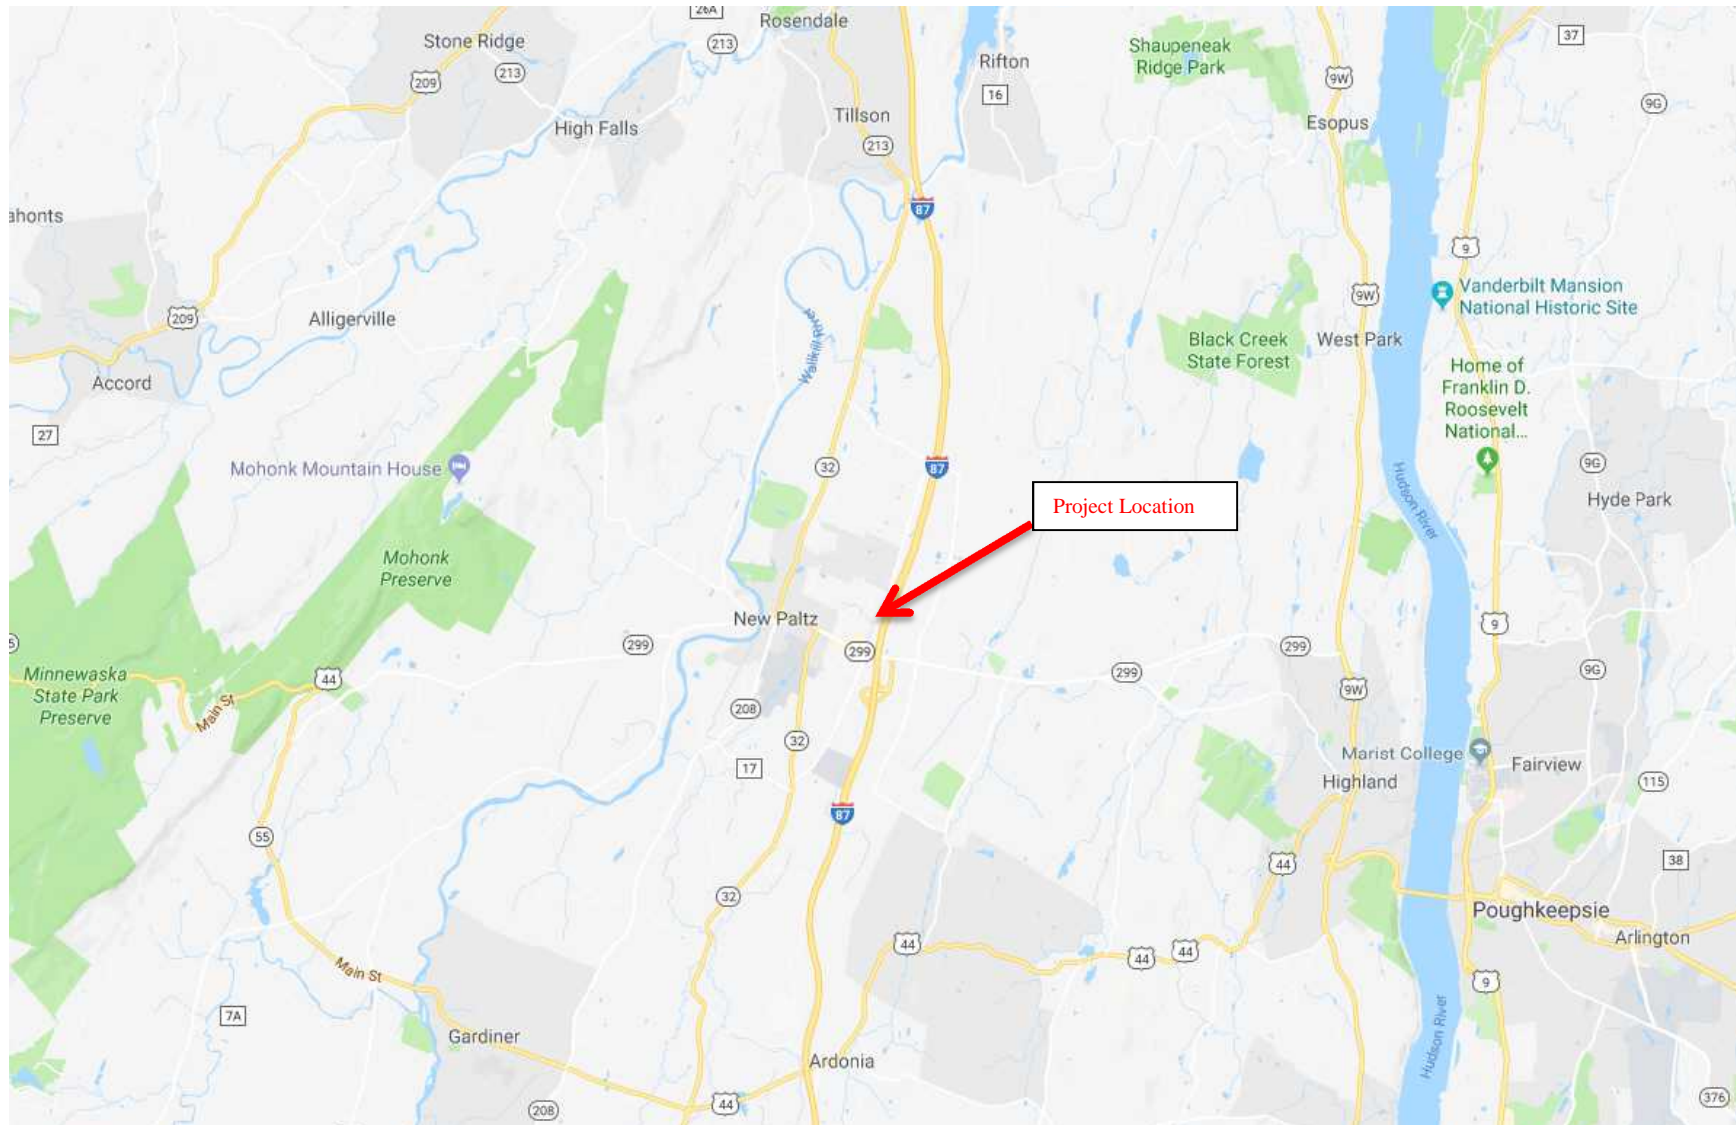 26A
Rosendale
37
Stone Ridge
213
Shaupeneak
Ridge Park
209
213
Rifton
9W
16
9G
Tillson
High Falls
Esopus
213
ahonts
87
9
Vanderbilt Mansion
National Historic Site
9W
209
Alligerville
Wallkill River
Black Creek
State Forest
West Park
Accord
Home of
Franklin D.
Roosevelt
National...
27
Mohonk Mountain House
32
87
9G
Hyde Park
Hudson River
Project Location
Mohonk
Preserve
New Paltz
9
299
299
299
299
Minnewaska
State Park
Preserve
44
9G
9W
Main St
208
32
17
Marist College
Fairview
Highland
115
87
55
44
38
32
Poughkeepsie
Arlington
44
44
44
Main St
9
7A
Gardiner
Hudson River
Ardonia
44
208
376